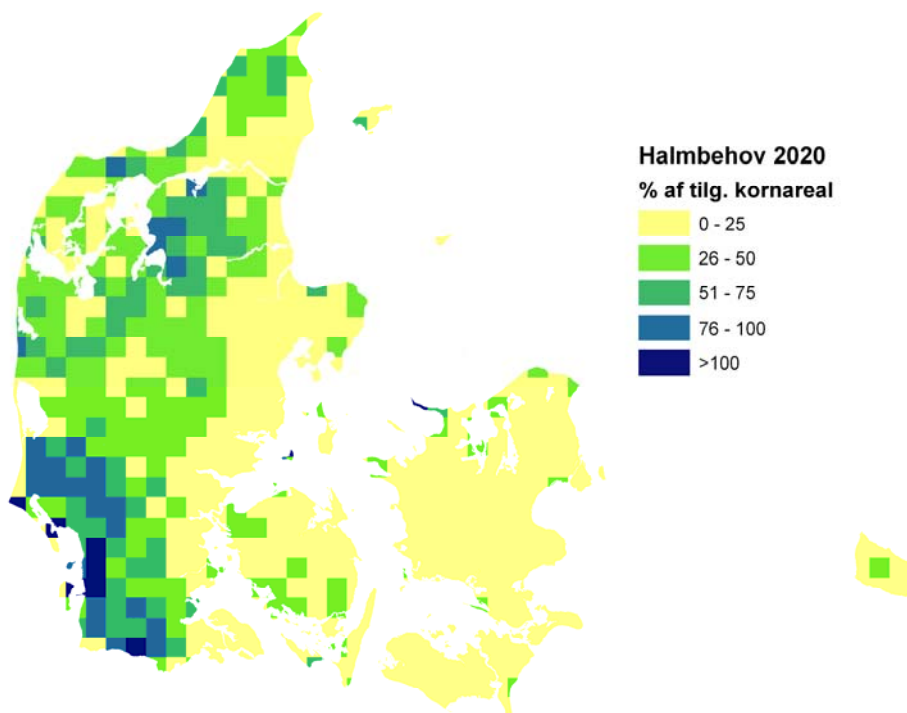 Halmbehov 2020
% af tilg. kornareal
0 - 25
26 - 50
51 - 75
76 - 100
>100